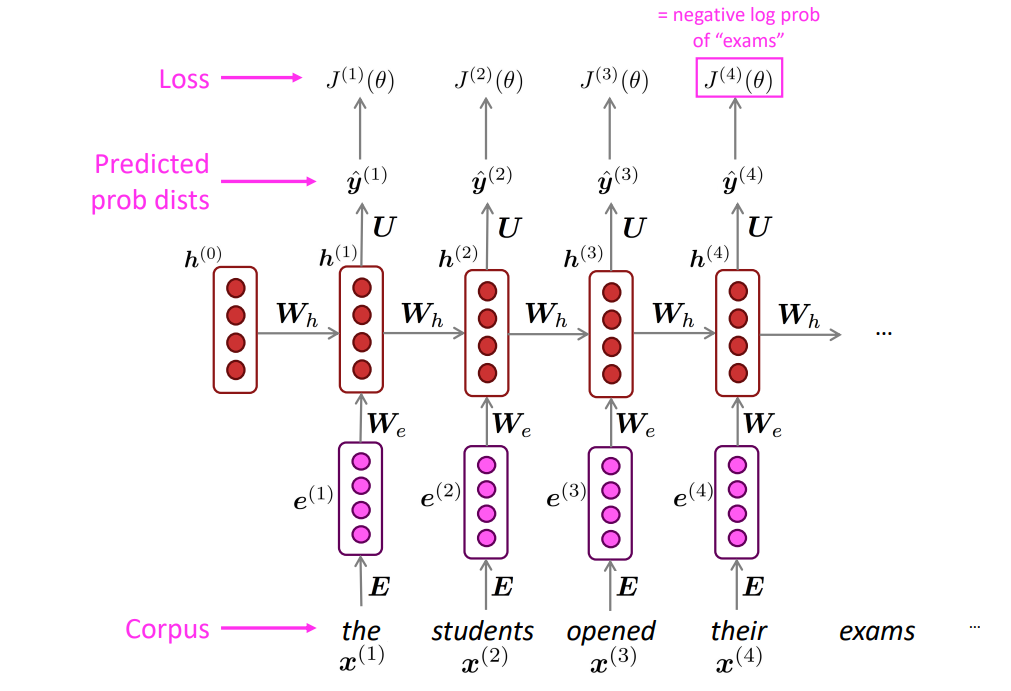 = negative log prob
of “exams”
Loss J⁽¹⁾(θ) J⁽²⁾(θ) J⁽³⁾(θ) J⁽⁴⁾(θ)
Predicted
prob dists
ŷ⁽¹⁾ ŷ⁽²⁾ ŷ⁽³⁾ ŷ⁽⁴⁾
U U U U
h⁽⁰⁾ h⁽¹⁾ h⁽²⁾ h⁽³⁾ h⁽⁴⁾
Wₕ Wₕ Wₕ Wₕ Wₕ ...
Wₑ Wₑ Wₑ Wₑ
e⁽¹⁾ e⁽²⁾ e⁽³⁾ e⁽⁴⁾
E E E E
Corpus the students opened their exams ...
x⁽¹⁾ x⁽²⁾ x⁽³⁾ x⁽⁴⁾